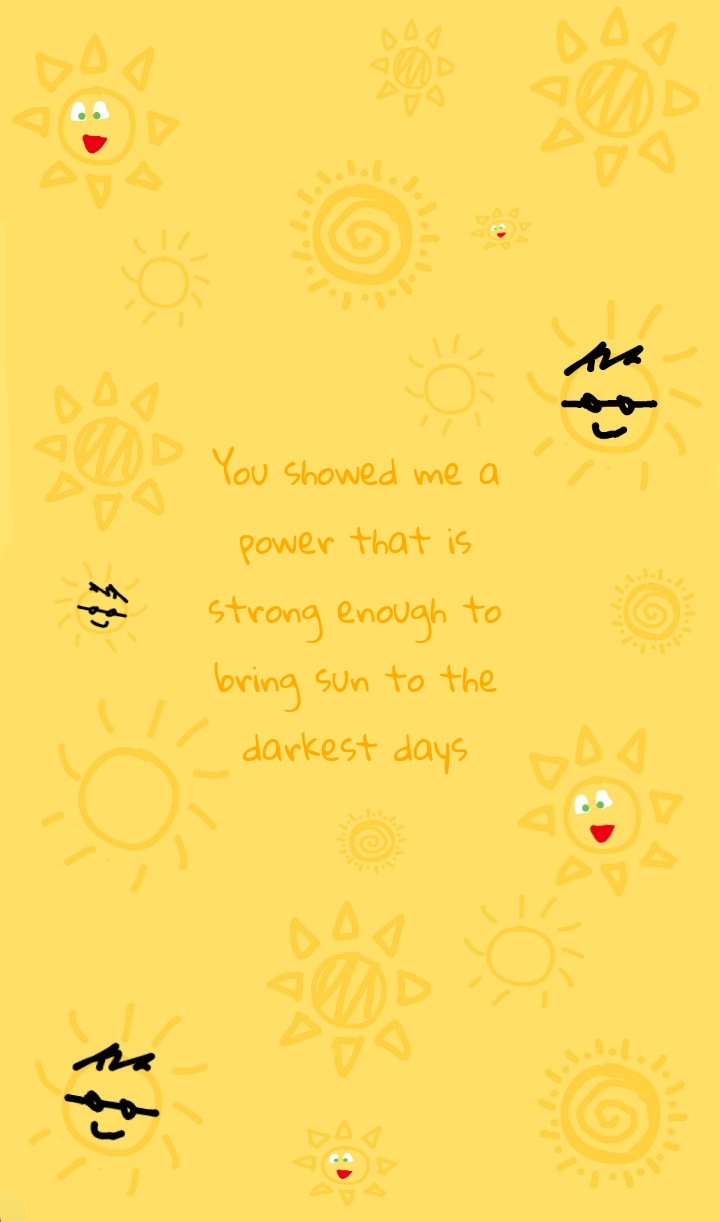 You showed me a
power that is
strong enough to
bring sun to the
darkest days